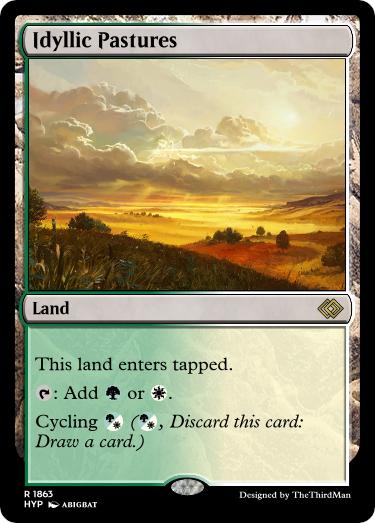 Idyllic Pastures
Land
This land enters tapped.
: Add or .
Cycling (, Discard this card:
Draw a card.)
R 1863
HYP ABIGBAT
Designed by TheThirdMan